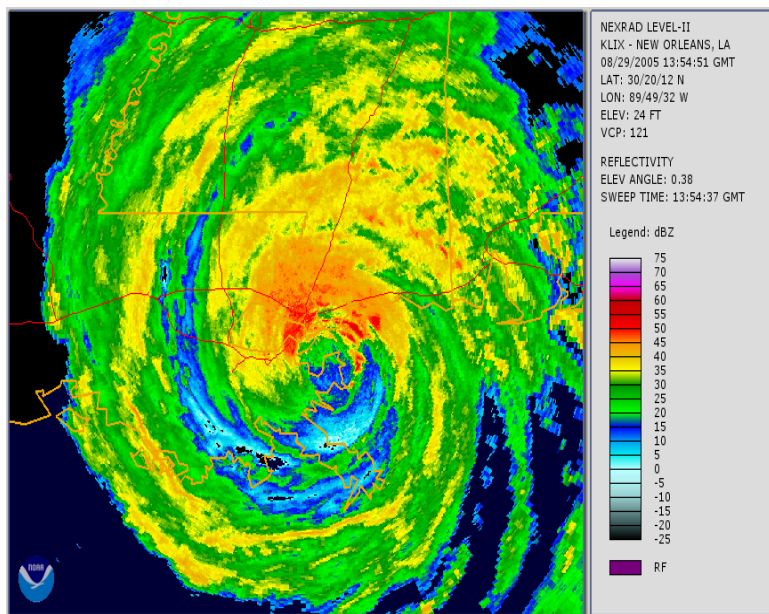 NEXRAD LEVEL-II
KLIX - NEW ORLEANS, LA
08/29/2005 13:54:51 GMT
LAT: 30/20/12 N
LON: 89/49/32 W
ELEV: 24 FT
VCP: 121
REFLECTIVITY
ELEV ANGLE: 0.38
SWEEP TIME: 13:54:37 GMT
Legend: dBZ
75
70
65
60
55
50
45
40
35
30
25
20
15
10
5
0
-5
-10
-15
-20
-25
RF
NOAA